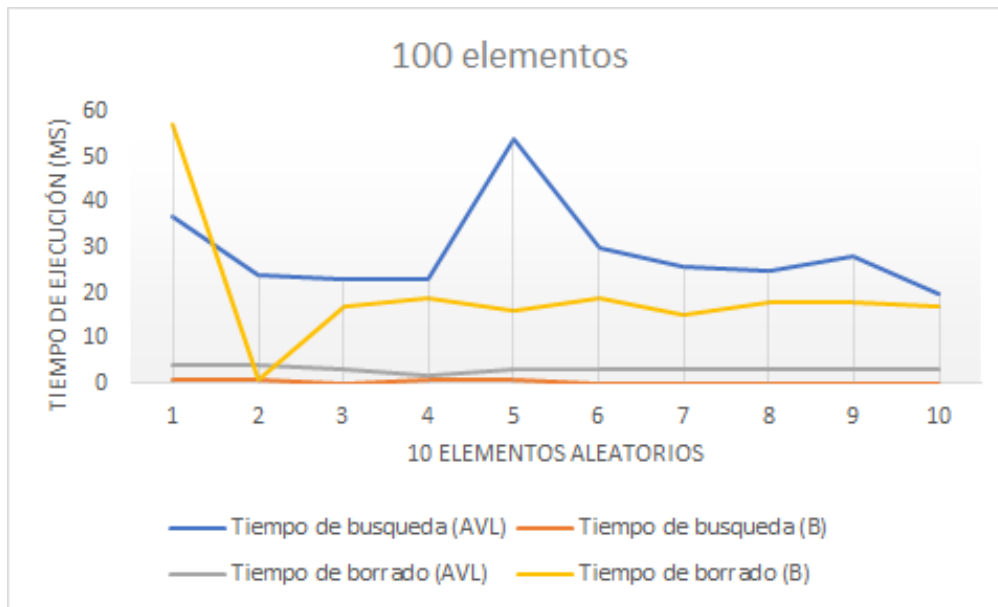 100 elementos
TIEMPO DE EJECUCIÓN (MS)
60
50
40
30
20
10
0
1 2 3 4 5 6 7 8 9 10
10 ELEMENTOS ALEATORIOS
Tiempo de busqueda (AVL) Tiempo de busqueda (B)
Tiempo de borrado (AVL) Tiempo de borrado (B)